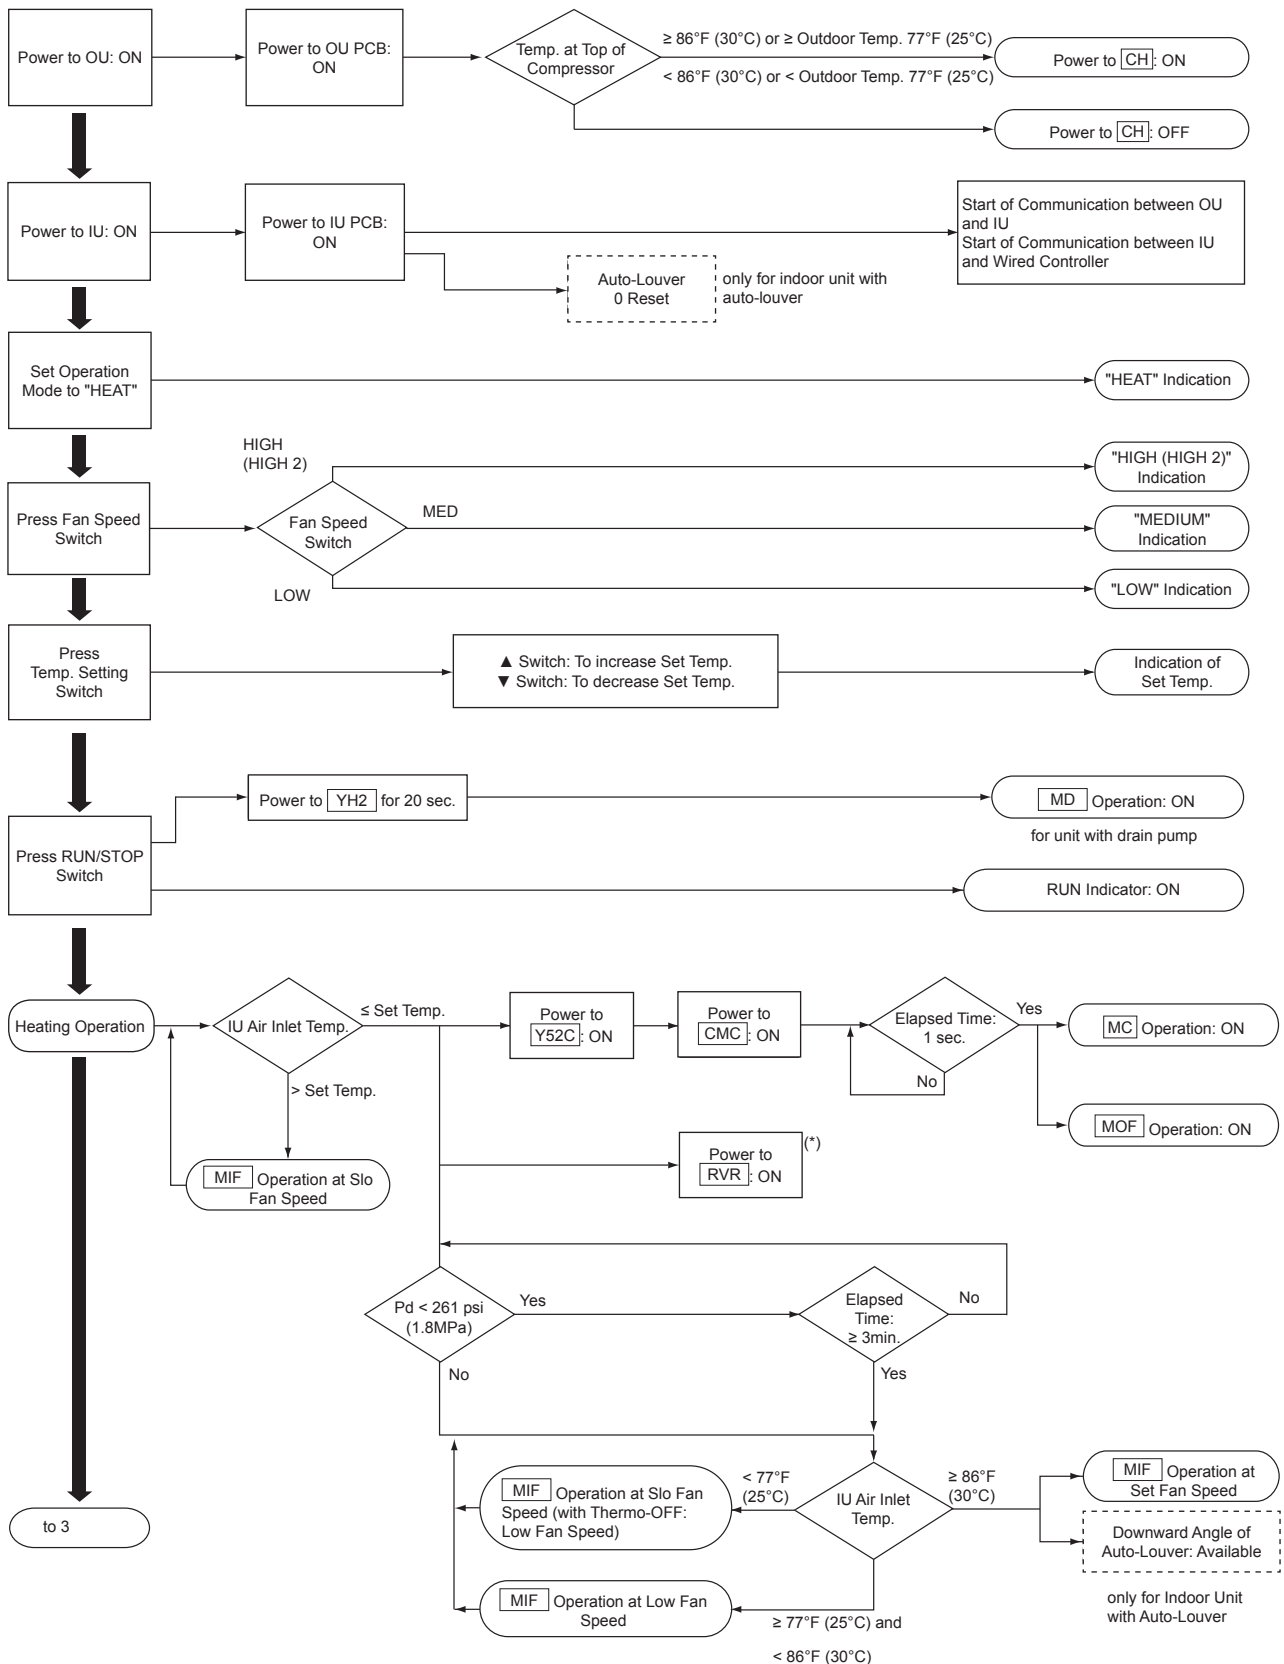 Power to OU: ON
Power to OU PCB:
ON
Temp. at Top of
Compressor
≥ 86°F (30°C) or ≥ Outdoor Temp. 77°F (25°C)
< 86°F (30°C) or < Outdoor Temp. 77°F (25°C)
Power to CH: ON
Power to CH: OFF
Power to IU: ON
Power to IU PCB:
ON
Start of Communication between OU
and IU
Start of Communication between IU
and Wired Controller
Auto-Louver
0 Reset
only for indoor unit with
auto-louver
Set Operation
Mode to "HEAT"
"HEAT" Indication
HIGH
(HIGH 2)
"HIGH (HIGH 2)"
Indication
Press Fan Speed
Switch
Fan Speed
Switch
MED
"MEDIUM"
Indication
LOW
"LOW" Indication
Press
Temp. Setting
Switch
▲ Switch: To increase Set Temp.
▼ Switch: To decrease Set Temp.
Indication of
Set Temp.
Power to YH2 for 20 sec.
MD Operation: ON
for unit with drain pump
Press RUN/STOP
Switch
RUN Indicator: ON
Heating Operation
IU Air Inlet Temp.
≤ Set Temp.
> Set Temp.
Power to
Y52C: ON
Power to
CMC: ON
Elapsed Time:
1 sec.
Yes
No
MC Operation: ON
MOF Operation: ON
MIF Operation at Slo
Fan Speed
Power to
RVR: ON
(*)
Pd < 261 psi
(1.8MPa)
Yes
No
Elapsed
Time:
≥ 3min.
No
Yes
MIF Operation at Slo Fan
Speed (with Thermo-OFF:
Low Fan Speed)
< 77°F
(25°C)
IU Air Inlet
Temp.
≥ 86°F
(30°C)
MIF Operation at
Set Fan Speed
Downward Angle of
Auto-Louver: Available
only for Indoor Unit
with Auto-Louver
to 3
MIF Operation at Low Fan
Speed
≥ 77°F (25°C) and
< 86°F (30°C)